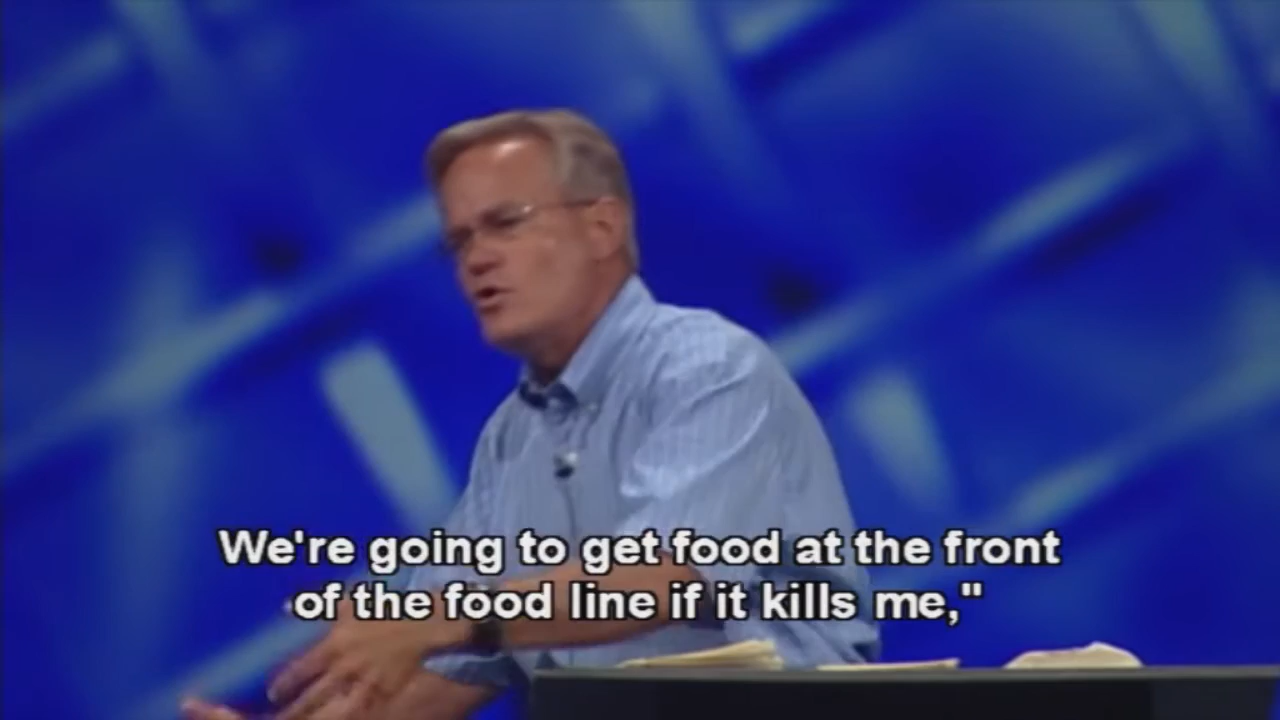 We're going to get food at the front
of the food line if it kills me,"